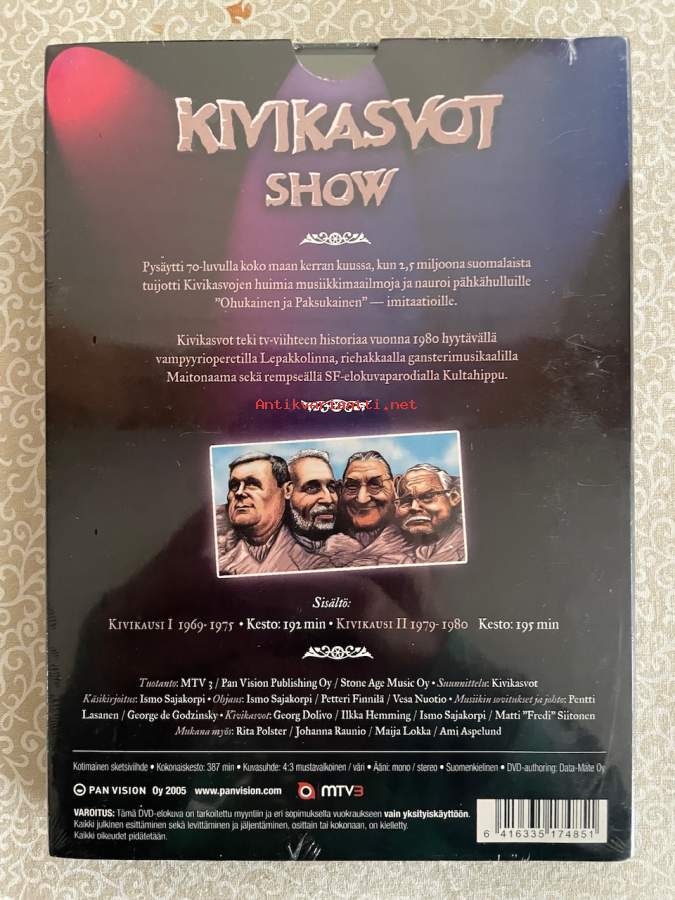 KIVIKASVOT
SHOW
Pysäytti 70-luvulla koko maan kerran kuussa, kun 2,5 miljoona suomalaista
tuijotti Kivikasvojen huimia musiikkimaailmoja ja nauroi pähkähulluille
"Ohukainen ja Paksukainen" — imitaatioille.
Kivikasvot teki tv-viihteen historiaa vuonna 1980 hyytävällä
vampyyrioperetilla Lepakkolinna, riehakkaalla gansterimusikaalilla
Maitonaama sekä rempseällä SF-elokuvaparodialla Kultahippu.
Antikvariaatti.net
Sisältö:
KIVIKAUSI I 1969-1975 • Kesto: 192 min • KIVIKAUSI II 1979-1980 Kesto: 195 min
Tuotanto: MTV 3 / Pan Vision Publishing Oy / Stone Age Music Oy • Suunnittelu: Kivikasvot
Käsikirjoitus: Ismo Sajakorpi • Ohjaus: Ismo Sajakorpi / Petteri Finnilä / Vesa Nuotio • Musiikin sovitukset ja johto: Pentti
Lasanen / George de Godzinsky • Kivikasvot: Georg Dolivo / Ilkka Hemming / Ismo Sajakorpi / Matti "Fredi" Siitonen
Mukana myös: Rita Polster / Johanna Raunio / Maija Lokka / Ami Aspelund
Kotimainen sketsiviihde • Kokonaiskesto: 387 min • Kuvasuhde: 4:3 mustavalkoinen / väri • Ääni: mono / stereo • Suomenkielinen • DVD-authoring: Data-Mate Oy
PAN VISION Oy 2005 www.panvision.com MTV3
VAROITUS: Tämä DVD-elokuva on tarkoitettu myyntiin ja eri sopimuksella vuokraukseen vain yksityiskäyttöön.
Kaikki julkinen esittäminen sekä levittäminen ja jäljentäminen, osittain tai kokonaan, on kielletty.
Kaikki oikeudet pidätetään.
6 416335 174851